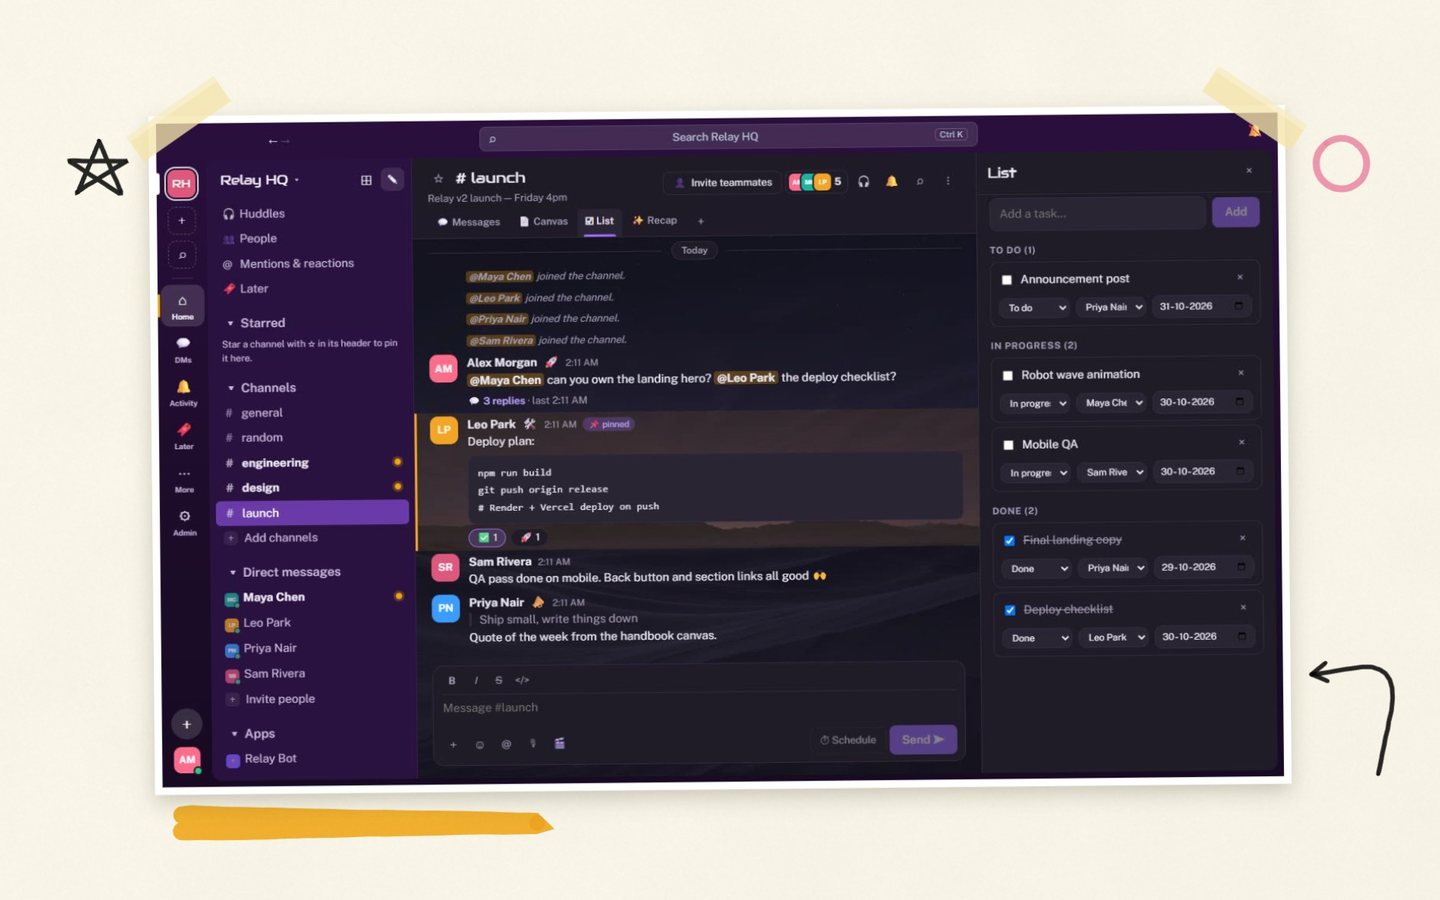 Search Relay HQ
Ctrl K
RH
Relay HQ
Huddles
People
@ Mentions & reactions
Later
Home
DMs
Activity
Later
More
Admin
AM
Starred
Star a channel with ☆ in its header to pin
it here.
Channels
# general
# random
# engineering
# design
# launch
+ Add channels
Direct messages
Maya Chen
Leo Park
Priya Nair
Sam Rivera
+ Invite people
Apps
Relay Bot
# launch
Relay v2 launch — Friday 4pm
Invite teammates
LP 5
Messages
Canvas
List
Recap
+
Today
@Maya Chen joined the channel.
@Leo Park joined the channel.
@Priya Nair joined the channel.
@Sam Rivera joined the channel.
AM
Alex Morgan 🚀 2:11 AM
@Maya Chen can you own the landing hero? @Leo Park the deploy checklist?
3 replies · last 2:11 AM
LP
Leo Park 🛠 2:11 AM 📌 pinned
Deploy plan:
npm run build
git push origin release
# Render + Vercel deploy on push
✅ 1 🚀 1
SR
Sam Rivera 2:11 AM
QA pass done on mobile. Back button and section links all good 🙌
PN
Priya Nair 📣 2:11 AM
Ship small, write things down
Quote of the week from the handbook canvas.
B I S </>
Message #launch
+ ☺ @
Schedule
Send
List
×
Add a task...
Add
TO DO (1)
Announcement post ×
To do Priya Nair 31-10-2026
IN PROGRESS (2)
Robot wave animation ×
In progre Maya Che 30-10-2026
Mobile QA ×
In progre Sam Rive 30-10-2026
DONE (2)
Final landing copy ×
Done Priya Nair 29-10-2026
Deploy checklist ×
Done Leo Park 30-10-2026